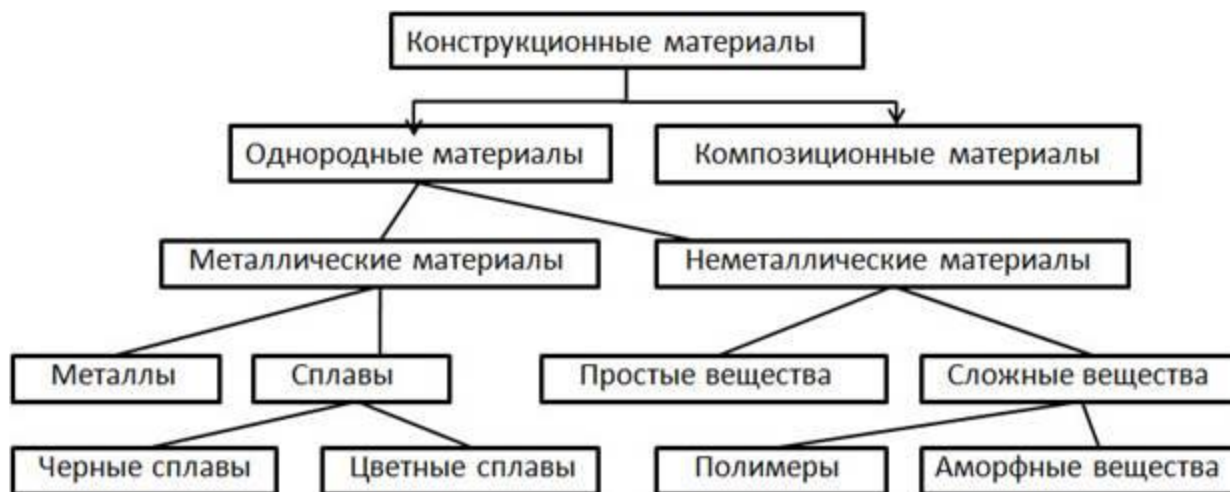 Конструкционные материалы
Однородные материалы
Композиционные материалы
Металлические материалы
Неметаллические материалы
Металлы
Сплавы
Простые вещества
Сложные вещества
Черные сплавы
Цветные сплавы
Полимеры
Аморфные вещества